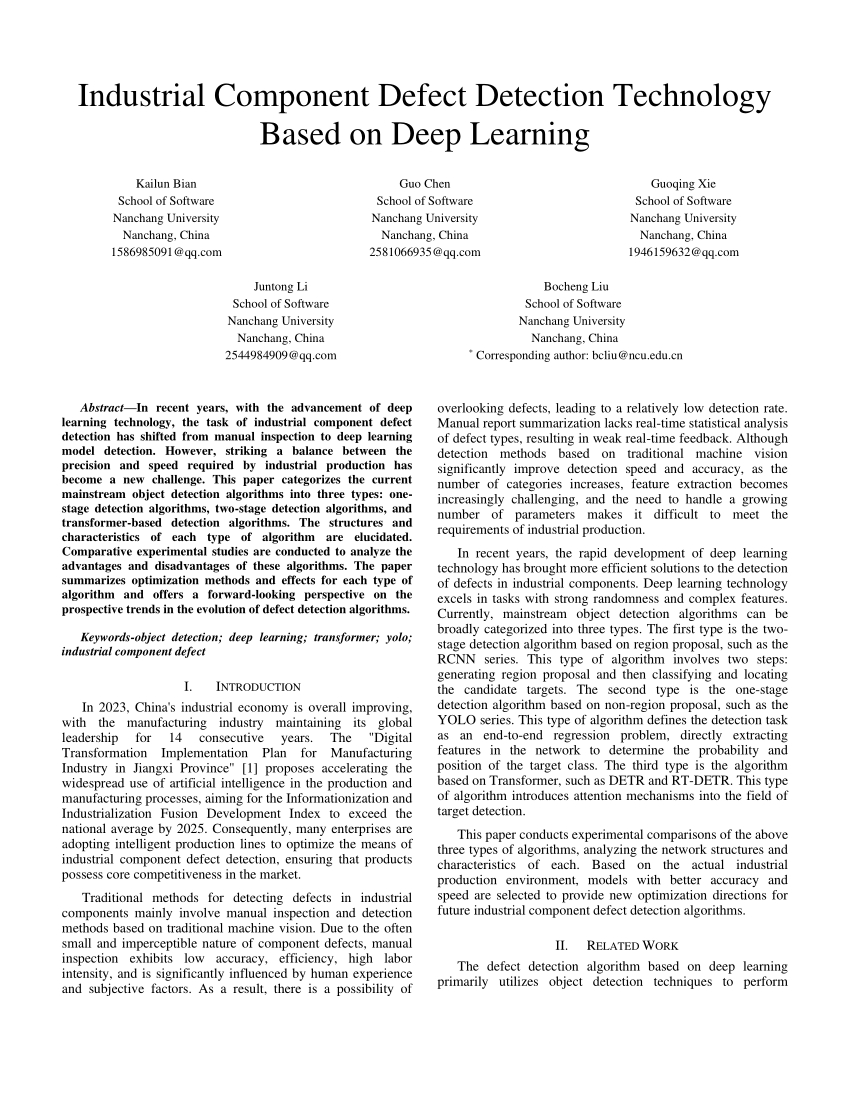 Industrial Component Defect Detection Technology
Based on Deep Learning
Kailun Bian
School of Software
Nanchang University
Nanchang, China
1586985091@qq.com
Guo Chen
School of Software
Nanchang University
Nanchang, China
2581066935@qq.com
Guoqing Xie
School of Software
Nanchang University
Nanchang, China
1946159632@qq.com
Juntong Li
School of Software
Nanchang University
Nanchang, China
2544984909@qq.com
Bocheng Liu
School of Software
Nanchang University
Nanchang, China
* Corresponding author: bcliu@ncu.edu.cn
Abstract—In recent years, with the advancement of deep
learning technology, the task of industrial component defect
detection has shifted from manual inspection to deep learning
model detection. However, striking a balance between the
precision and speed required by industrial production has
become a new challenge. This paper categorizes the current
mainstream object detection algorithms into three types: one-
stage detection algorithms, two-stage detection algorithms, and
transformer-based detection algorithms. The structures and
characteristics of each type of algorithm are elucidated.
Comparative experimental studies are conducted to analyze the
advantages and disadvantages of these algorithms. The paper
summarizes optimization methods and effects for each type of
algorithm and offers a forward-looking perspective on the
prospective trends in the evolution of defect detection algorithms.
Keywords-object detection; deep learning; transformer; yolo;
industrial component defect
I. INTRODUCTION
In 2023, China's industrial economy is overall improving,
with the manufacturing industry maintaining its global
leadership for 14 consecutive years. The "Digital
Transformation Implementation Plan for Manufacturing
Industry in Jiangxi Province" [1] proposes accelerating the
widespread use of artificial intelligence in the production and
manufacturing processes, aiming for the Informationization and
Industrialization Fusion Development Index to exceed the
national average by 2025. Consequently, many enterprises are
adopting intelligent production lines to optimize the means of
industrial component defect detection, ensuring that products
possess core competitiveness in the market.
Traditional methods for detecting defects in industrial
components mainly involve manual inspection and detection
methods based on traditional machine vision. Due to the often
small and imperceptible nature of component defects, manual
inspection exhibits low accuracy, efficiency, high labor
intensity, and is significantly influenced by human experience
and subjective factors. As a result, there is a possibility of
overlooking defects, leading to a relatively low detection rate.
Manual report summarization lacks real-time statistical analysis
of defect types, resulting in weak real-time feedback. Although
detection methods based on traditional machine vision
significantly improve detection speed and accuracy, as the
number of categories increases, feature extraction becomes
increasingly challenging, and the need to handle a growing
number of parameters makes it difficult to meet the
requirements of industrial production.
In recent years, the rapid development of deep learning
technology has brought more efficient solutions to the detection
of defects in industrial components. Deep learning technology
excels in tasks with strong randomness and complex features.
Currently, mainstream object detection algorithms can be
broadly categorized into three types. The first type is the two-
stage detection algorithm based on region proposal, such as the
RCNN series. This type of algorithm involves two steps:
generating region proposal and then classifying and locating
the candidate targets. The second type is the one-stage
detection algorithm based on non-region proposal, such as the
YOLO series. This type of algorithm defines the detection task
as an end-to-end regression problem, directly extracting
features in the network to determine the probability and
position of the target class. The third type is the algorithm
based on Transformer, such as DETR and RT-DETR. This type
of algorithm introduces attention mechanisms into the field of
target detection.
This paper conducts experimental comparisons of the above
three types of algorithms, analyzing the network structures and
characteristics of each. Based on the actual industrial
production environment, models with better accuracy and
speed are selected to provide new optimization directions for
future industrial component defect detection algorithms.
II. RELATED WORK
The defect detection algorithm based on deep learning
primarily utilizes object detection techniques to perform